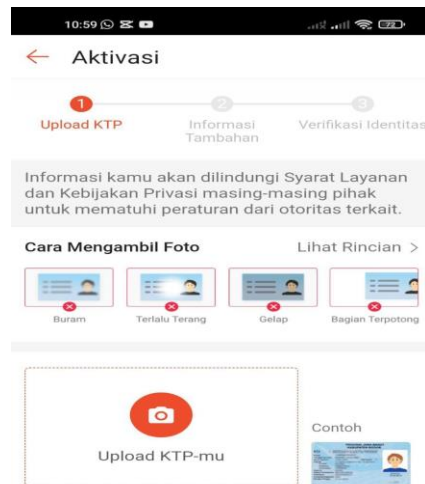 10:59
72
Aktivasi
1 2 3
Upload KTP Informasi Tambahan Verifikasi Identitas
Informasi kamu akan dilindungi Syarat Layanan
dan Kebijakan Privasi masing-masing pihak
untuk mematuhi peraturan dari otoritas terkait.
Cara Mengambil Foto Lihat Rincian >
Buram Terlalu Terang Gelap Bagian Terpotong
Contoh
Upload KTP-mu